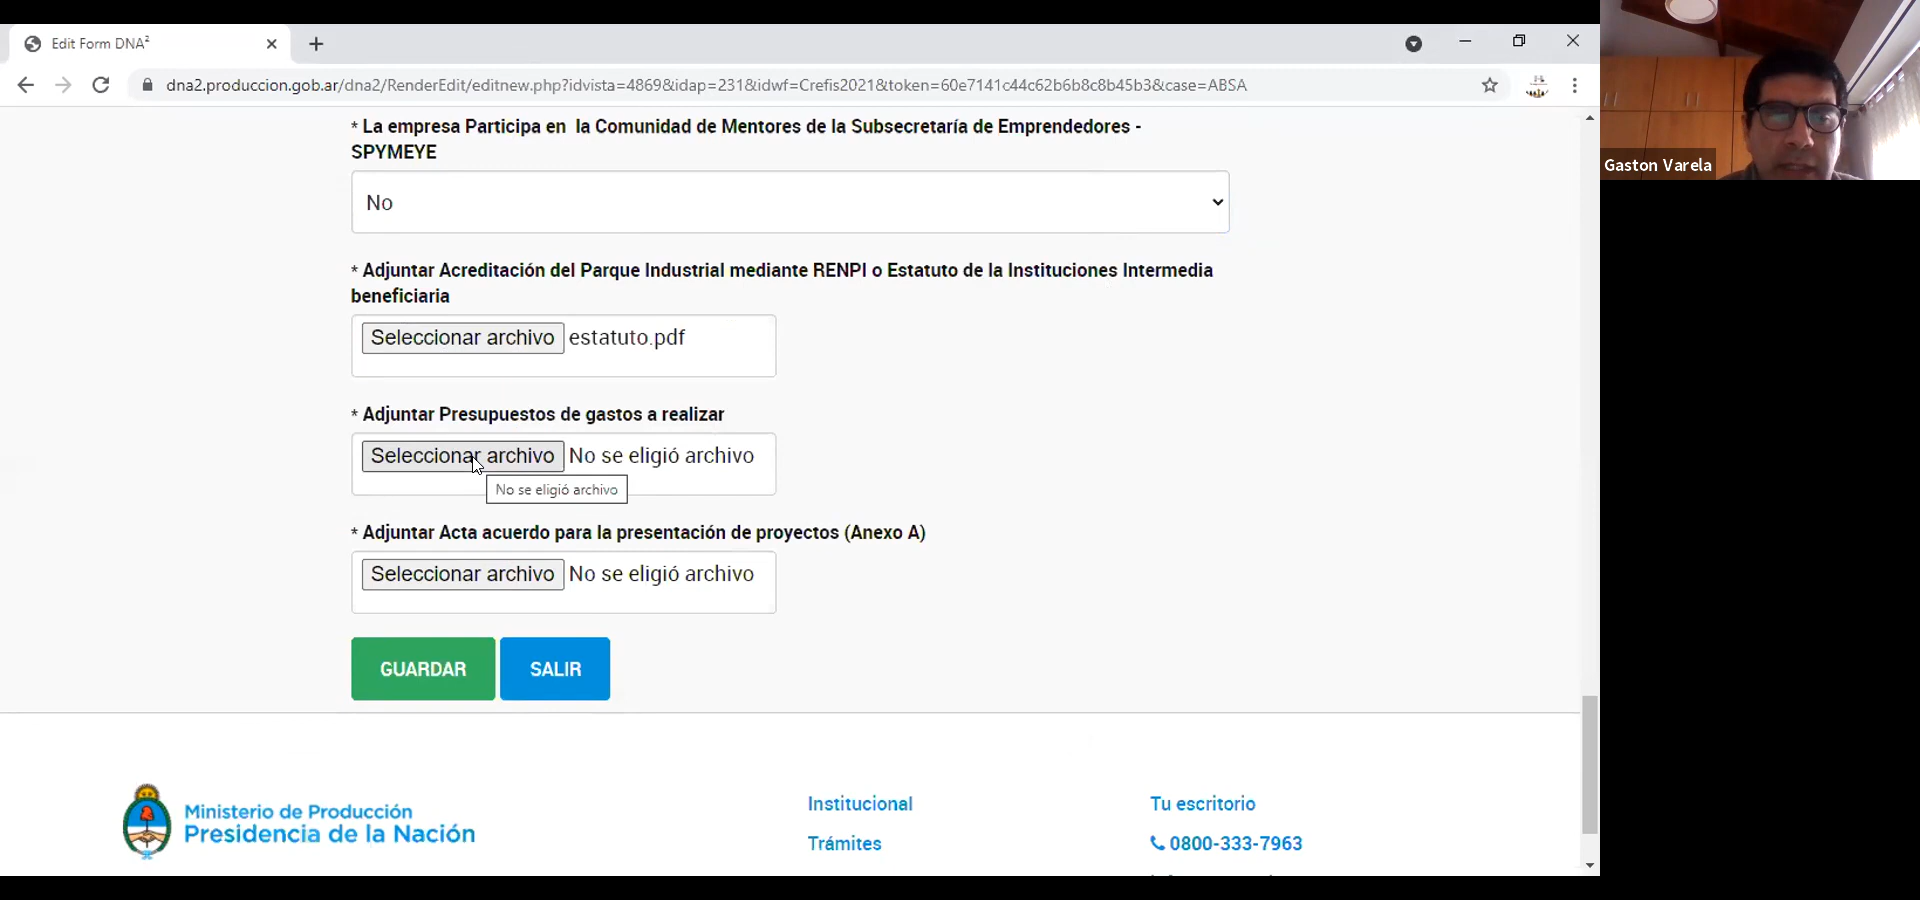 Edit Form DNA²
dna2.produccion.gob.ar/dna2/RenderEdit/editnew.php?idvista=4869&idap=231&idwf=Crefis2021&token=60e7141c44c62b6b8c8b45b3&case=ABSA
Gaston Varela
* La empresa Participa en la Comunidad de Mentores de la Subsecretaría de Emprendedores -
SPYMEYE
No
* Adjuntar Acreditación del Parque Industrial mediante RENPI o Estatuto de la Instituciones Intermedia
beneficiaria
Seleccionar archivo estatuto.pdf
* Adjuntar Presupuestos de gastos a realizar
Seleccionar archivo No se eligió archivo
No se eligió archivo
* Adjuntar Acta acuerdo para la presentación de proyectos (Anexo A)
Seleccionar archivo No se eligió archivo
GUARDAR SALIR
Ministerio de Producción
Presidencia de la Nación
Institucional
Trámites
Tu escritorio
0800-333-7963